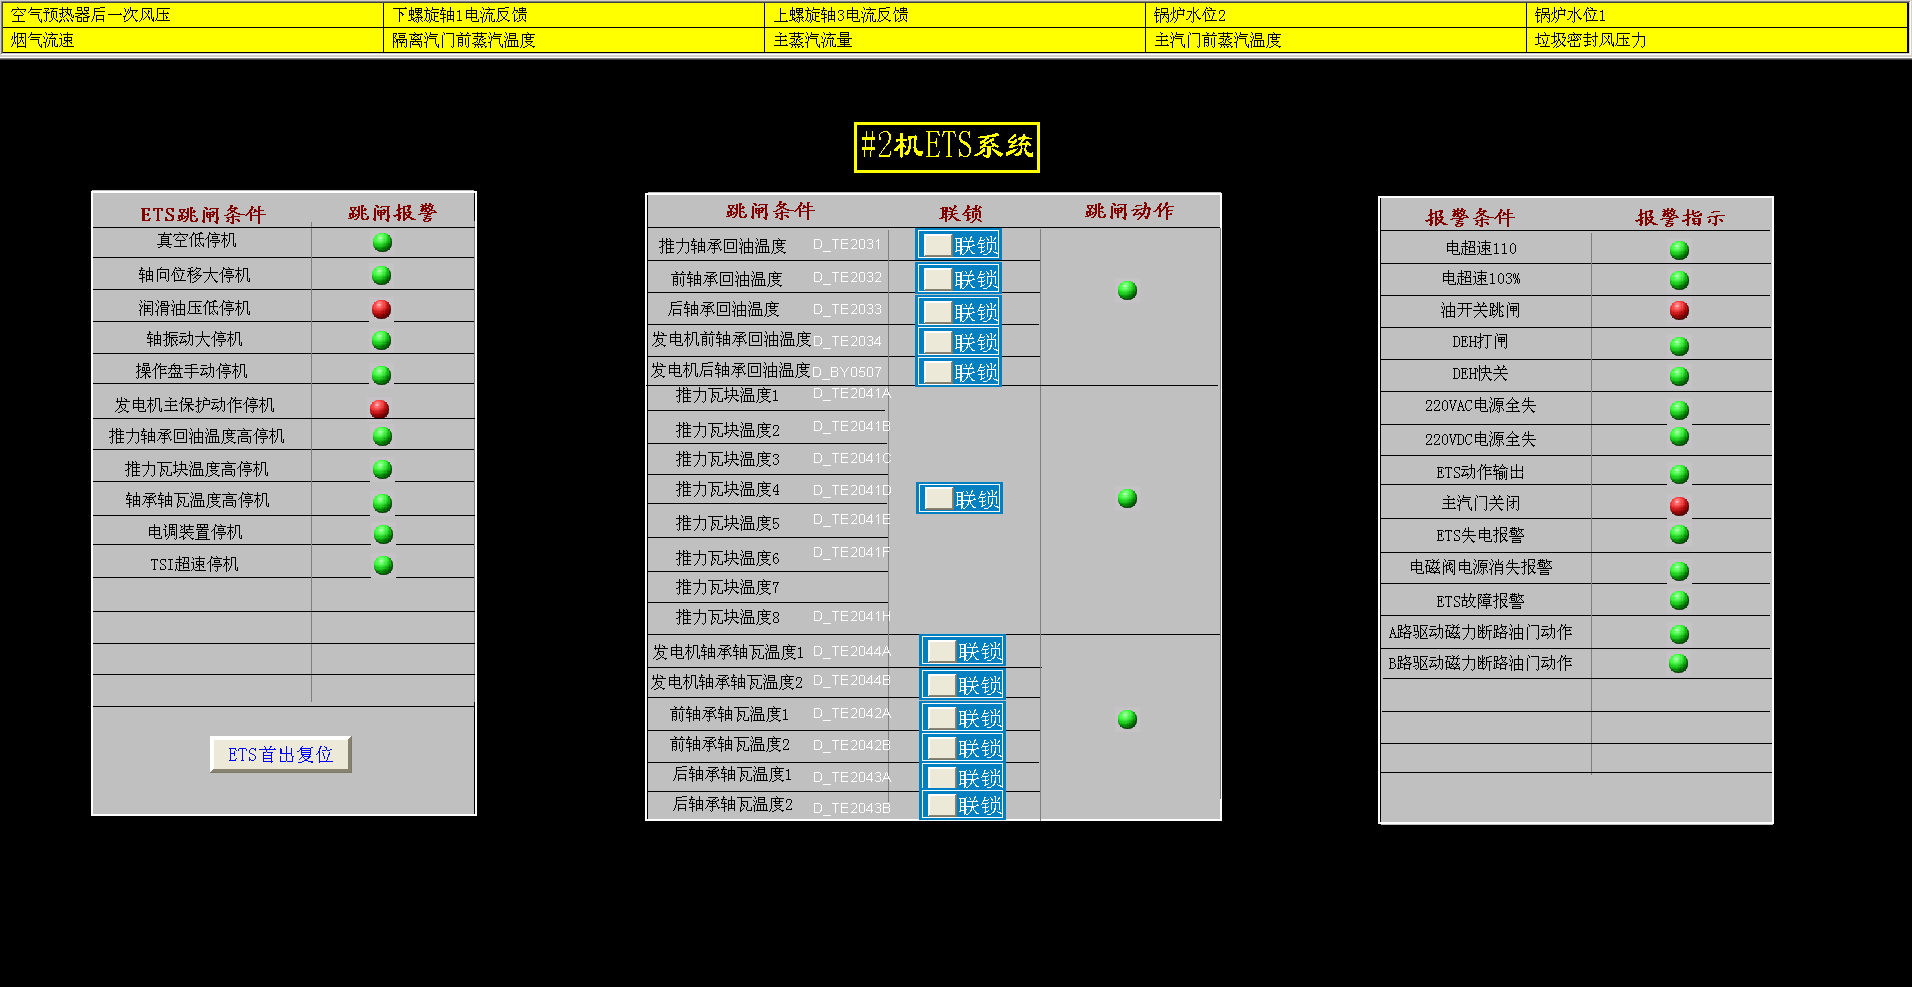 空气预热器后一次风压 下螺旋轴1电流反馈 上螺旋轴3电流反馈 锅炉水位2 锅炉水位1
烟气流速 隔离汽门前蒸汽温度 主蒸汽流量 主汽门前蒸汽温度 垃圾密封风压力
#2机ETS系统
ETS跳闸条件 跳闸报警
真空低停机
轴向位移大停机
润滑油压低停机
轴振动大停机
操作盘手动停机
发电机主保护动作停机
推力轴承回油温度高停机
推力瓦块温度高停机
轴承轴瓦温度高停机
电调装置停机
TSI超速停机
ETS首出复位
跳闸条件 联锁 跳闸动作
推力轴承回油温度 D_TE2031 联锁
前轴承回油温度 D_TE2032 联锁
后轴承回油温度 D_TE2033 联锁
发电机前轴承回油温度 D_TE2034 联锁
发电机后轴承回油温度 D_BY0507 联锁
推力瓦块温度1 D_TE2041A
推力瓦块温度2 D_TE2041B
推力瓦块温度3 D_TE2041C
推力瓦块温度4 D_TE2041D 联锁
推力瓦块温度5 D_TE2041E
推力瓦块温度6 D_TE2041F
推力瓦块温度7
推力瓦块温度8 D_TE2041H
发电机轴承轴瓦温度1 D_TE2044A 联锁
发电机轴承轴瓦温度2 D_TE2044B 联锁
前轴承轴瓦温度1 D_TE2042A 联锁
前轴承轴瓦温度2 D_TE2042B 联锁
后轴承轴瓦温度1 D_TE2043A 联锁
后轴承轴瓦温度2 D_TE2043B 联锁
报警条件 报警指示
电超速110
电超速103%
油开关跳闸
DEH打闸
DEH快关
220VAC电源全失
220VDC电源全失
ETS动作输出
主汽门关闭
ETS失电报警
电磁阀电源消失报警
ETS故障报警
A路驱动磁力断路油门动作
B路驱动磁力断路油门动作